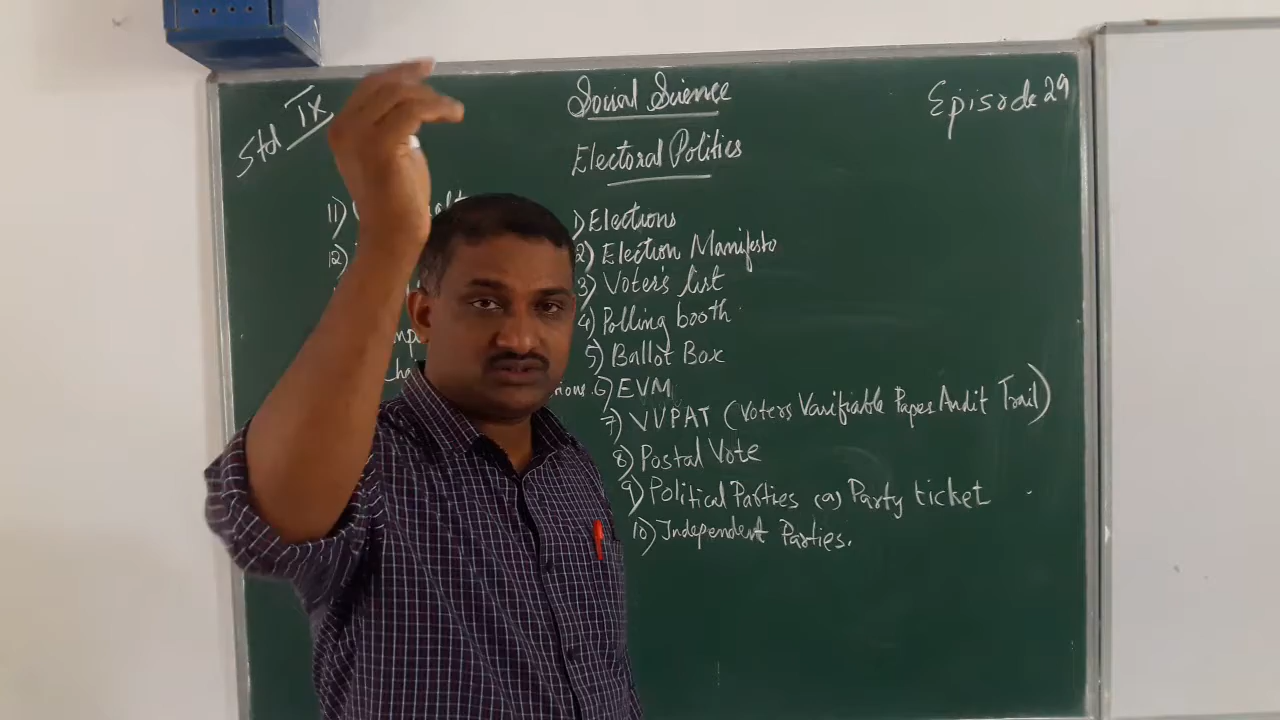 Std IX
Social Science
Episode 29
Electoral Politics
1) Elections
2) Election Manifesto
3) Voter's list
4) Polling booth
5) Ballot Box
6) EVM
7) VVPAT (Voters Varifiable Paper Audit Trail)
8) Postal Vote
9) Political Parties (a) Party ticket
10) Independent Parties.
11)
12)